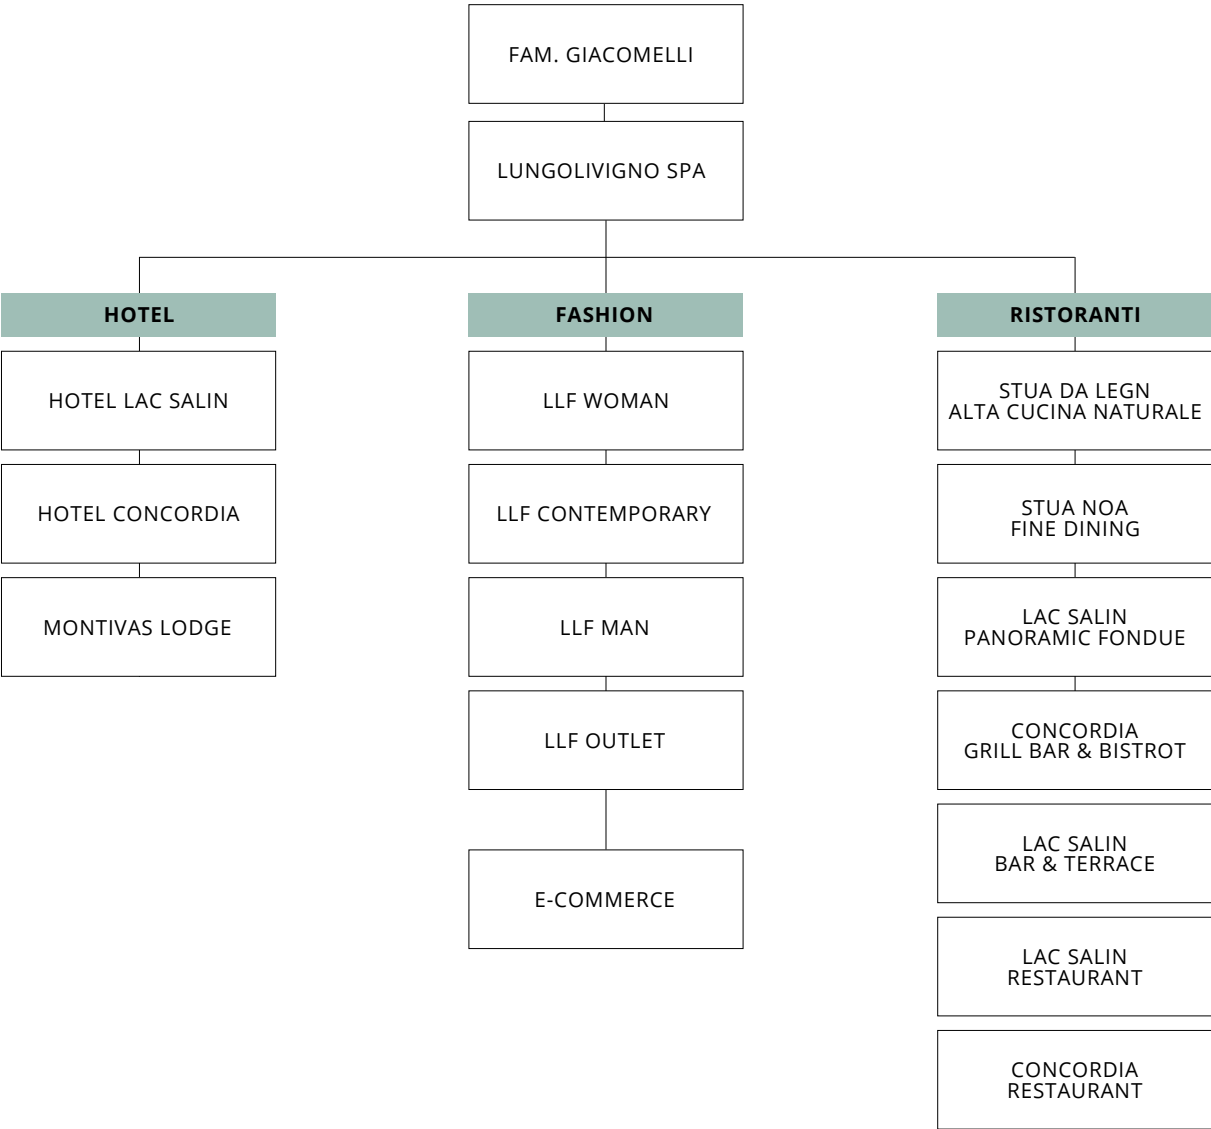 FAM. GIACOMELLI
LUNGOLIVIGNO SPA
HOTEL
HOTEL LAC SALIN
HOTEL CONCORDIA
MONTIVAS LODGE
FASHION
LLF WOMAN
LLF CONTEMPORARY
LLF MAN
LLF OUTLET
E-COMMERCE
RISTORANTI
STUA DA LEGN
ALTA CUCINA NATURALE
STUA NOA
FINE DINING
LAC SALIN
PANORAMIC FONDUE
CONCORDIA
GRILL BAR & BISTROT
LAC SALIN
BAR & TERRACE
LAC SALIN
RESTAURANT
CONCORDIA
RESTAURANT